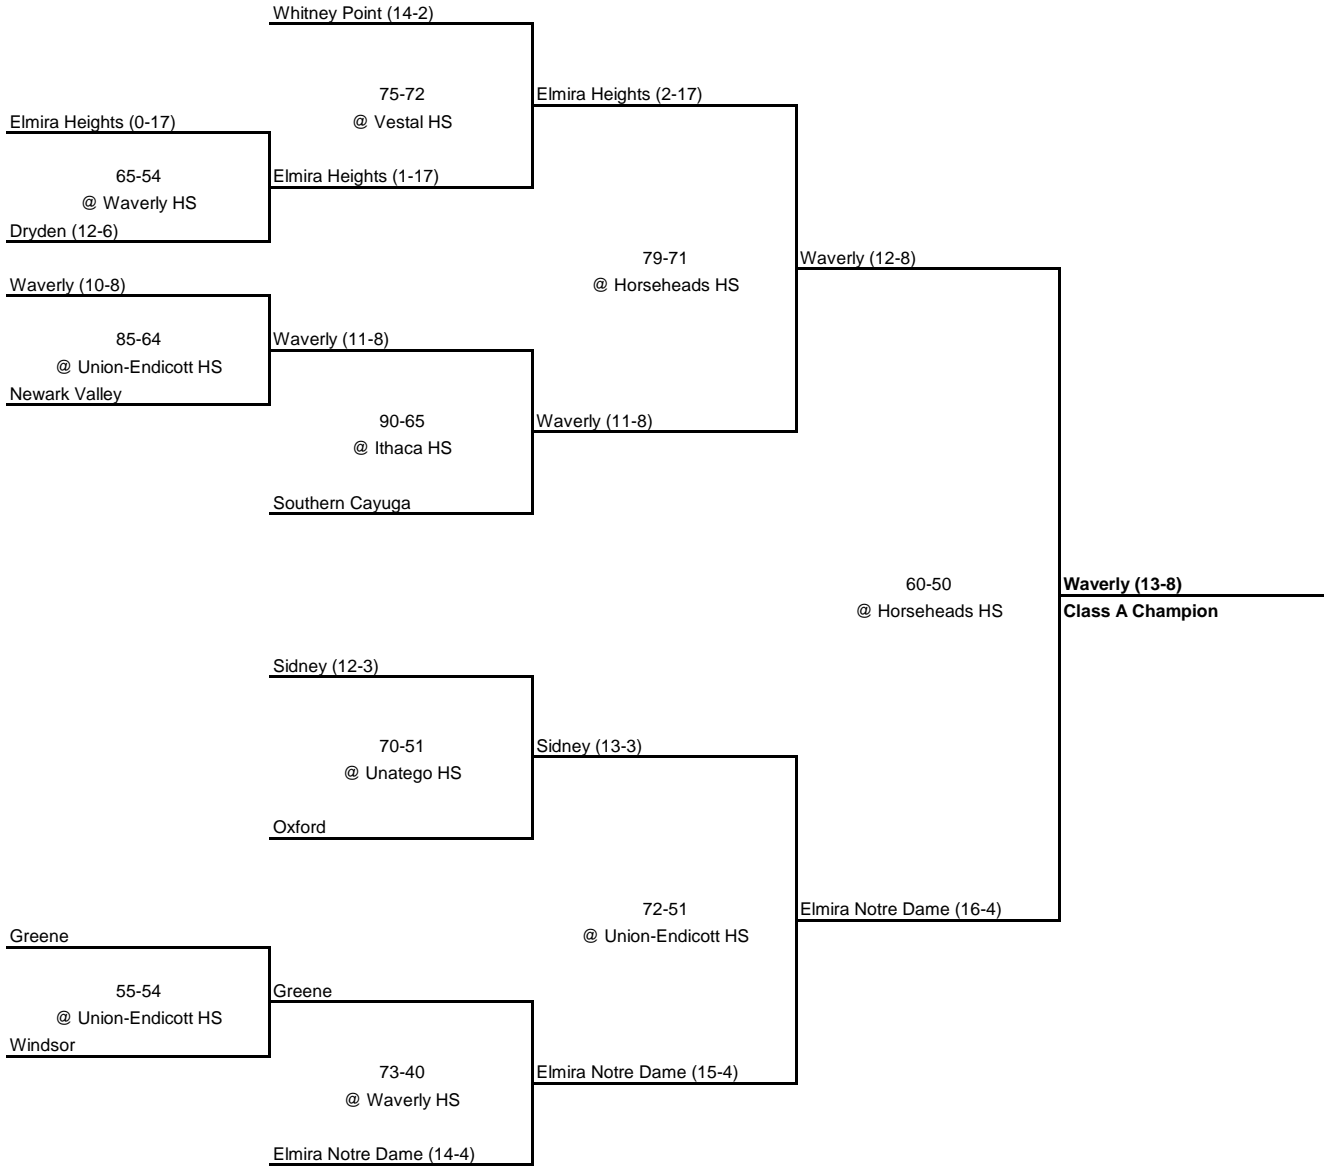 Whitney Point (14-2)
75-72
@ Vestal HS
Elmira Heights (2-17)
Elmira Heights (0-17)
65-54
@ Waverly HS
Elmira Heights (1-17)
Dryden (12-6)
79-71
@ Horseheads HS
Waverly (12-8)
Waverly (10-8)
85-64
@ Union-Endicott HS
Waverly (11-8)
Newark Valley
90-65
@ Ithaca HS
Waverly (11-8)
Southern Cayuga
60-50
@ Horseheads HS
Waverly (13-8)
Class A Champion
Sidney (12-3)
70-51
@ Unatego HS
Sidney (13-3)
Oxford
72-51
@ Union-Endicott HS
Elmira Notre Dame (16-4)
Greene
55-54
@ Union-Endicott HS
Greene
Windsor
73-40
@ Waverly HS
Elmira Notre Dame (15-4)
Elmira Notre Dame (14-4)